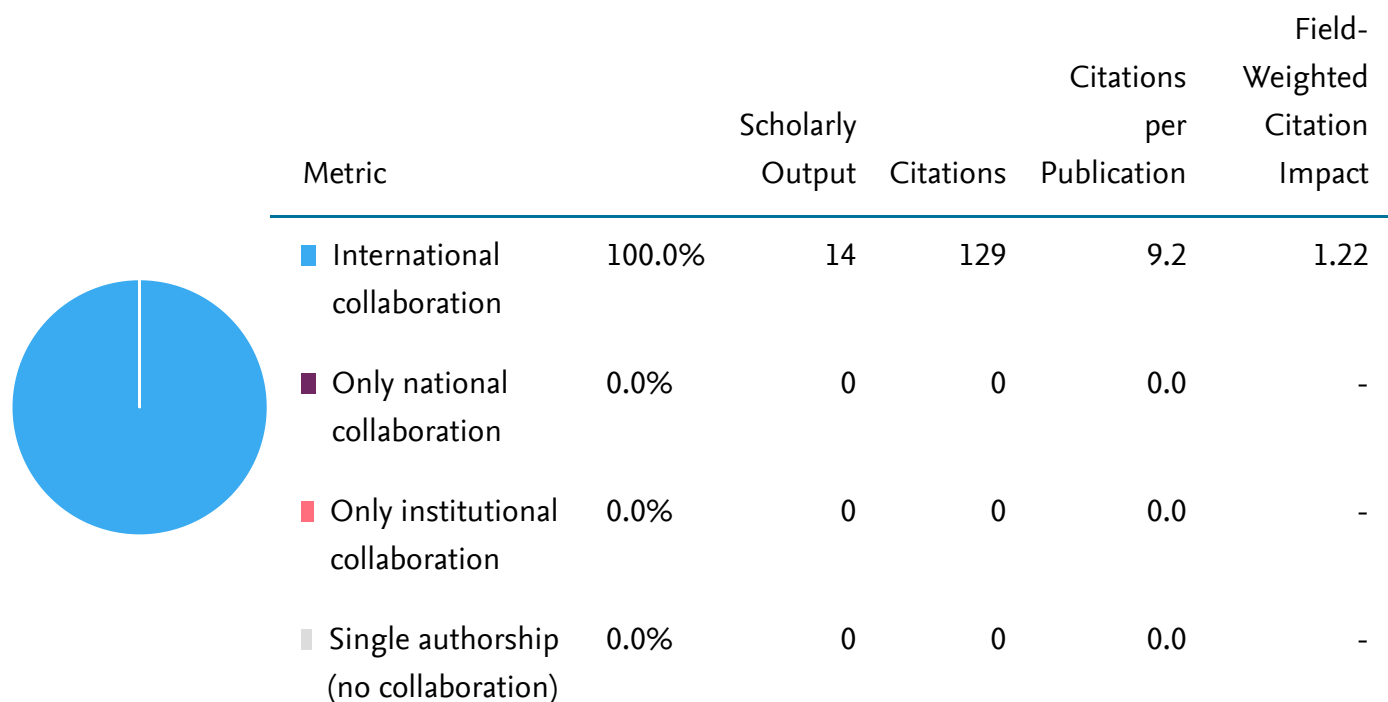 Field-
Citations Weighted
Scholarly per Citation
Metric Output Citations Publication Impact
International 100.0% 14 129 9.2 1.22
collaboration
Only national 0.0% 0 0 0.0 -
collaboration
Only institutional 0.0% 0 0 0.0 -
collaboration
Single authorship 0.0% 0 0 0.0 -
(no collaboration)